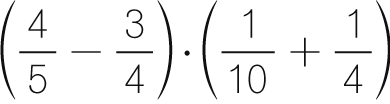 (4/5 − 3/4) · (1/10 + 1/4)